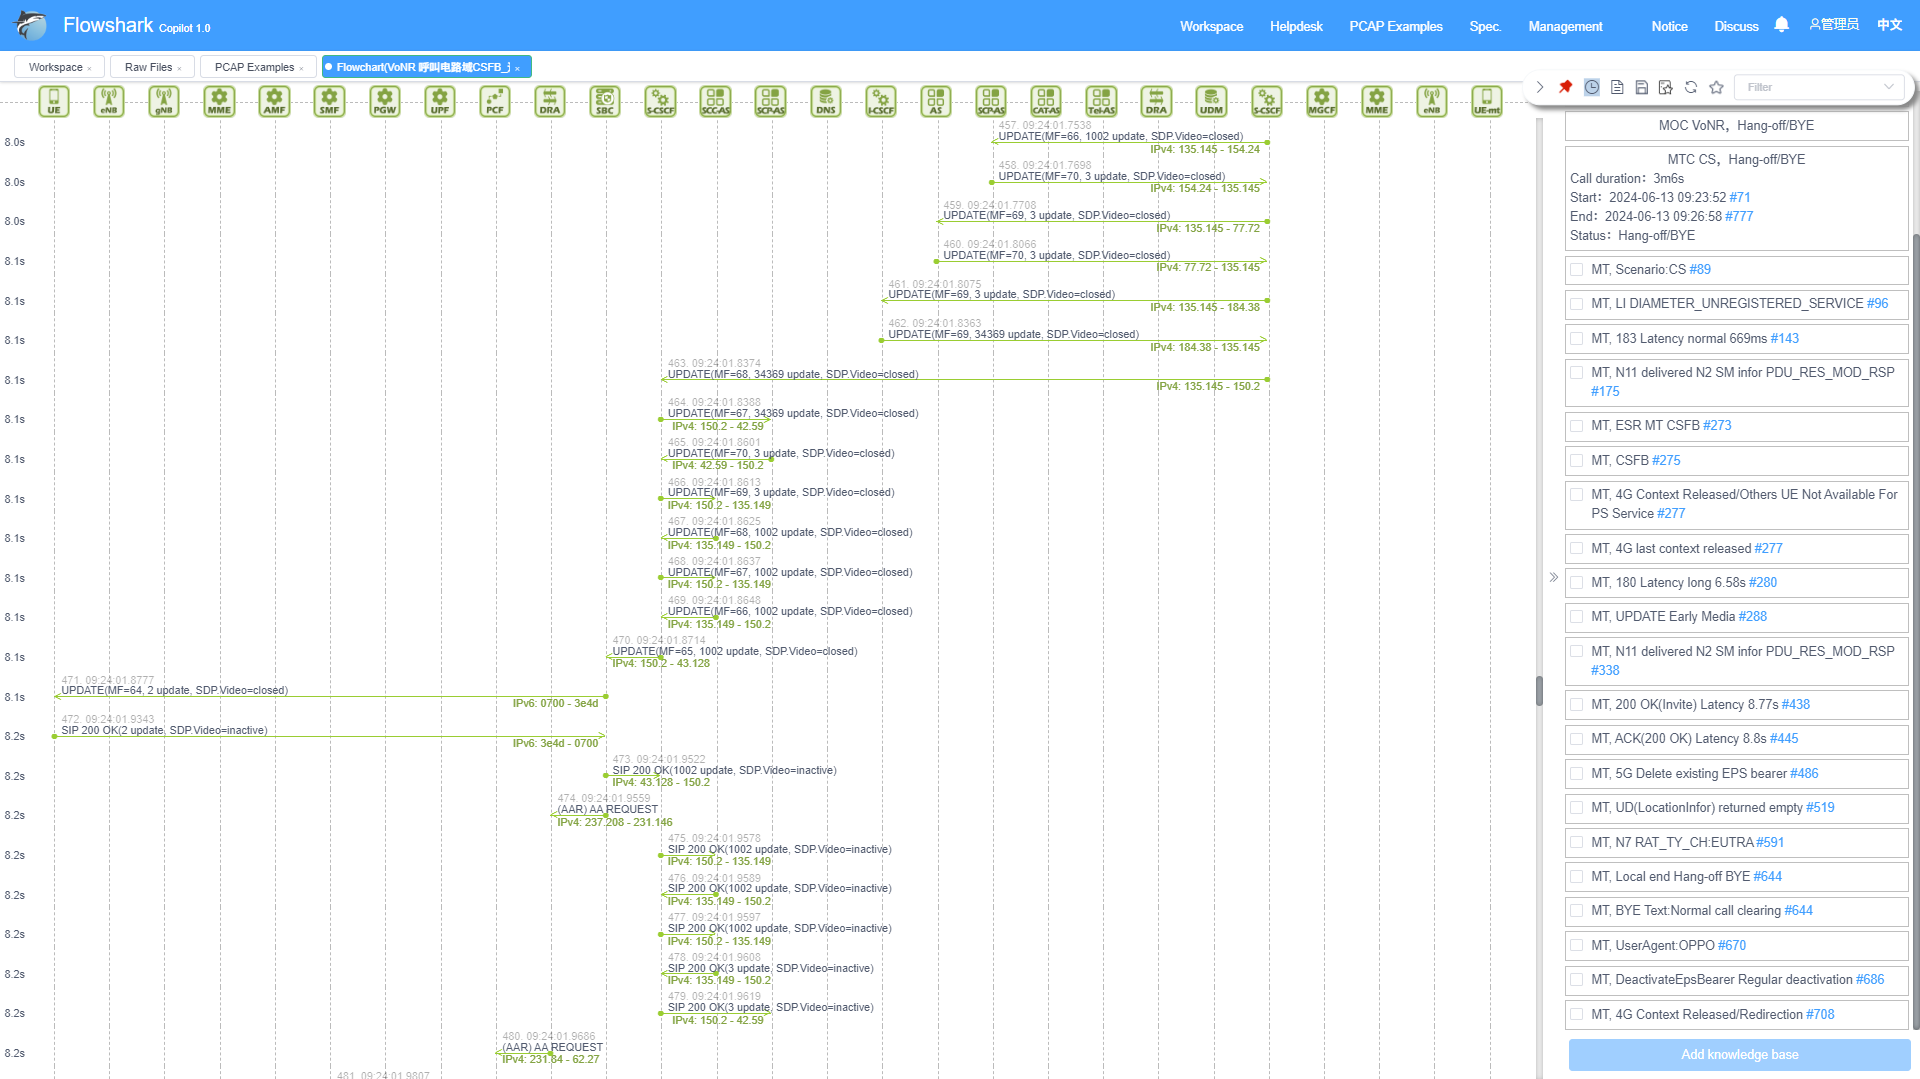 Flowshark Copilot 1.0
Workspace Helpdesk PCAP Examples Spec. Management Notice Discuss 管理员 中文
Workspace × Raw Files × PCAP Examples × Flowchart(VoNR 呼叫电路域CSFB_ ×
UE eNB gNB MME AMF SMF PGW UPF PCF DRA SBC S-CSCF SCC-AS SCP-AS DNS I-CSCF AS SCP-AS CAT-AS Tel-AS DRA UDM S-CSCF MGCF MME eNB UE-mt
Filter
457. 09:24:01.7538
8.0s UPDATE(MF=66, 1002 update, SDP.Video=closed)
IPv4: 135.145 - 154.24
458. 09:24:01.7698
8.0s UPDATE(MF=70, 3 update, SDP.Video=closed)
IPv4: 154.24 - 135.145
459. 09:24:01.7708
8.0s UPDATE(MF=69, 3 update, SDP.Video=closed)
IPv4: 135.145 - 77.72
460. 09:24:01.8066
8.1s UPDATE(MF=70, 3 update, SDP.Video=closed)
IPv4: 77.72 - 135.145
461. 09:24:01.8075
8.1s UPDATE(MF=69, 3 update, SDP.Video=closed)
IPv4: 135.145 - 184.38
462. 09:24:01.8363
8.1s UPDATE(MF=69, 34369 update, SDP.Video=closed)
IPv4: 184.38 - 135.145
463. 09:24:01.8374
8.1s UPDATE(MF=68, 34369 update, SDP.Video=closed)
IPv4: 135.145 - 150.2
464. 09:24:01.8388
8.1s UPDATE(MF=67, 34369 update, SDP.Video=closed)
IPv4: 150.2 - 42.59
465. 09:24:01.8601
8.1s UPDATE(MF=70, 3 update, SDP.Video=closed)
IPv4: 42.59 - 150.2
466. 09:24:01.8613
8.1s UPDATE(MF=69, 3 update, SDP.Video=closed)
IPv4: 150.2 - 135.149
467. 09:24:01.8625
8.1s UPDATE(MF=68, 1002 update, SDP.Video=closed)
IPv4: 135.149 - 150.2
468. 09:24:01.8637
8.1s UPDATE(MF=67, 1002 update, SDP.Video=closed)
IPv4: 150.2 - 135.149
469. 09:24:01.8648
8.1s UPDATE(MF=66, 1002 update, SDP.Video=closed)
IPv4: 135.149 - 150.2
470. 09:24:01.8714
8.1s UPDATE(MF=65, 1002 update, SDP.Video=closed)
IPv4: 150.2 - 43.128
471. 09:24:01.8777
8.1s UPDATE(MF=64, 2 update, SDP.Video=closed)
IPv6: 0700 - 3e4d
472. 09:24:01.9343
8.2s SIP 200 OK(2 update, SDP.Video=inactive)
IPv6: 3e4d - 0700
473. 09:24:01.9522
8.2s SIP 200 OK(1002 update, SDP.Video=inactive)
IPv4: 43.128 - 150.2
474. 09:24:01.9559
8.2s (AAR) AA REQUEST
IPv4: 237.208 - 231.146
475. 09:24:01.9578
8.2s SIP 200 OK(1002 update, SDP.Video=inactive)
IPv4: 150.2 - 135.149
476. 09:24:01.9589
8.2s SIP 200 OK(1002 update, SDP.Video=inactive)
IPv4: 135.149 - 150.2
477. 09:24:01.9597
8.2s SIP 200 OK(1002 update, SDP.Video=inactive)
IPv4: 150.2 - 135.149
478. 09:24:01.9608
8.2s SIP 200 OK(3 update, SDP.Video=inactive)
IPv4: 135.149 - 150.2
479. 09:24:01.9619
8.2s SIP 200 OK(3 update, SDP.Video=inactive)
IPv4: 150.2 - 42.59
480. 09:24:01.9686
8.2s (AAR) AA REQUEST
IPv4: 231.84 - 62.27
481. 09:24:01.9807
MOC VoNR，Hang-off/BYE
MTC CS，Hang-off/BYE
Call duration：3m6s
Start：2024-06-13 09:23:52 #71
End：2024-06-13 09:26:58 #777
Status：Hang-off/BYE
MT, Scenario:CS #89
MT, LI DIAMETER_UNREGISTERED_SERVICE #96
MT, 183 Latency normal 669ms #143
MT, N11 delivered N2 SM infor PDU_RES_MOD_RSP
#175
MT, ESR MT CSFB #273
MT, CSFB #275
MT, 4G Context Released/Others UE Not Available For
PS Service #277
MT, 4G last context released #277
MT, 180 Latency long 6.58s #280
MT, UPDATE Early Media #288
MT, N11 delivered N2 SM infor PDU_RES_MOD_RSP
#338
MT, 200 OK(Invite) Latency 8.77s #438
MT, ACK(200 OK) Latency 8.8s #445
MT, 5G Delete existing EPS bearer #486
MT, UD(LocationInfor) returned empty #519
MT, N7 RAT_TY_CH:EUTRA #591
MT, Local end Hang-off BYE #644
MT, BYE Text:Normal call clearing #644
MT, UserAgent:OPPO #670
MT, DeactivateEpsBearer Regular deactivation #686
MT, 4G Context Released/Redirection #708
Add knowledge base